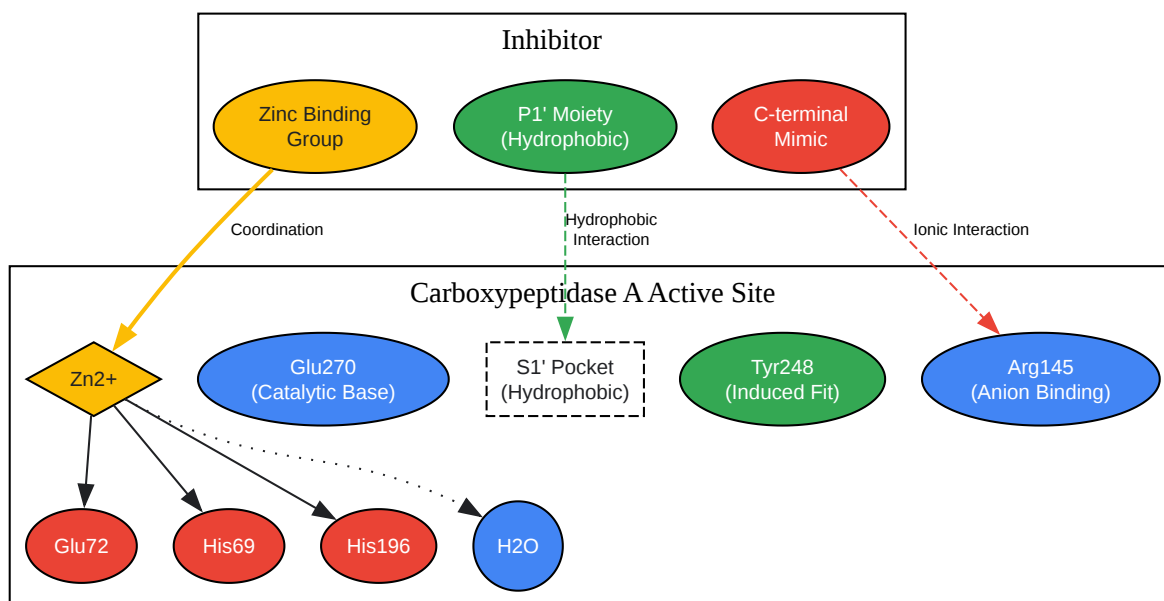 Inhibitor
Zinc Binding
Group
P1' Moiety
(Hydrophobic)
C-terminal
Mimic
Coordination
Hydrophobic
Interaction
Ionic Interaction
Carboxypeptidase A Active Site
Zn2+
Glu270
(Catalytic Base)
S1' Pocket
(Hydrophobic)
Tyr248
(Induced Fit)
Arg145
(Anion Binding)
Glu72
His69
His196
H2O